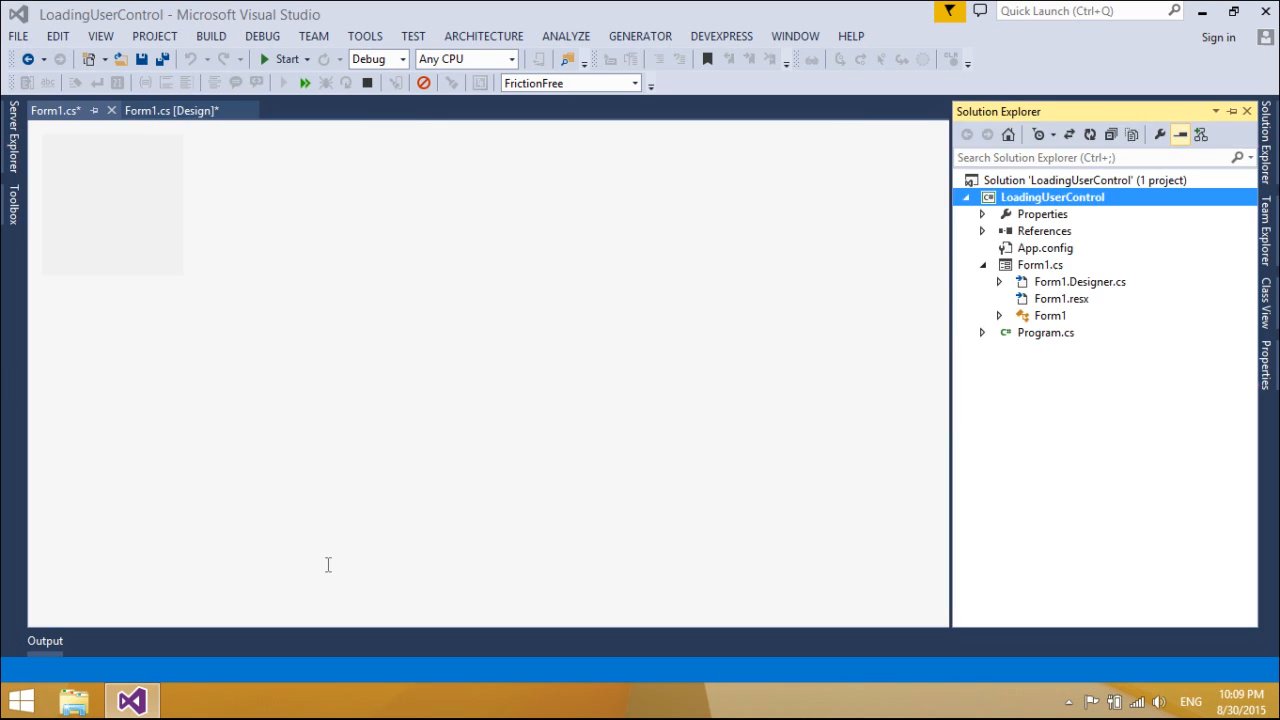 LoadingUserControl - Microsoft Visual Studio
Quick Launch (Ctrl+Q)
FILE EDIT VIEW PROJECT BUILD DEBUG TEAM TOOLS TEST ARCHITECTURE ANALYZE GENERATOR DEVEXPRESS WINDOW HELP
Sign in
Start Debug Any CPU
FrictionFree
Form1.cs* Form1.cs [Design]*
Server Explorer
Toolbox
Solution Explorer
Search Solution Explorer (Ctrl+;)
Solution 'LoadingUserControl' (1 project)
LoadingUserControl
Properties
References
App.config
Form1.cs
Form1.Designer.cs
Form1.resx
Form1
Program.cs
Solution Explorer
Team Explorer
Class View
Properties
Output
ENG
10:09 PM
8/30/2015